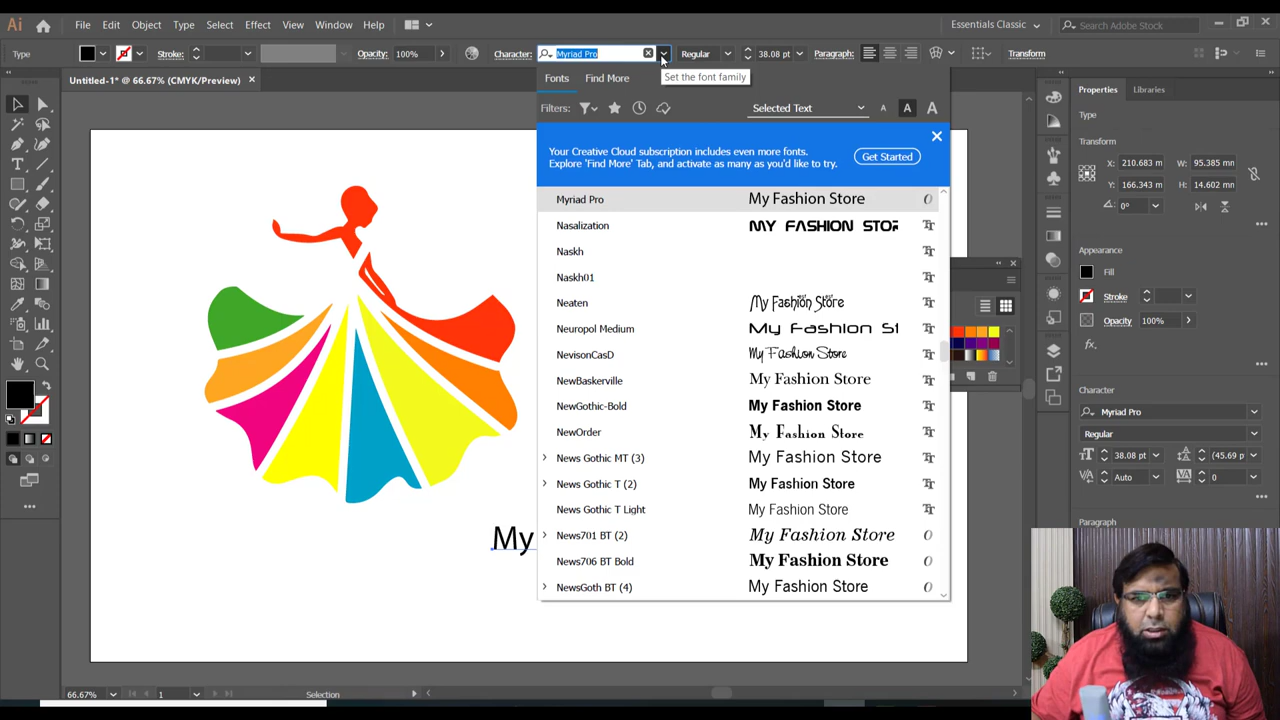 Ai File Edit Object Type Select Effect View Window Help Essentials Classic Search Adobe Stock
Type Stroke: Opacity: 100% Character: Myriad Pro Regular 38.08 pt Paragraph: Transform
Untitled-1* @ 66.67% (CMYK/Preview)
Set the font family
Fonts Find More
Filters: Selected Text A A A
Your Creative Cloud subscription includes even more fonts.
Explore 'Find More' Tab, and activate as many as you'd like to try.
Get Started
Myriad Pro My Fashion Store
Nasalization MY FASHION STOR
Naskh
Naskh01
Neaten My Fashion Store
Neuropol Medium My Fashion St
NevisonCasD My Fashion Store
NewBaskerville My Fashion Store
NewGothic-Bold My Fashion Store
NewOrder My Fashion Store
News Gothic MT (3) My Fashion Store
News Gothic T (2) My Fashion Store
News Gothic T Light My Fashion Store
News701 BT (2) My Fashion Store
News706 BT Bold My Fashion Store
NewsGoth BT (4) My Fashion Store
My
Properties Libraries
Type
Transform
X: 210.683 m W: 95.385 mm
Y: 166.343 m H: 14.602 mm
0°
Appearance
Fill
Stroke
Opacity 100%
fx.
Character
Myriad Pro
Regular
38.08 pt (45.69 p
Auto 0
Paragraph
66.67% 1 Selection